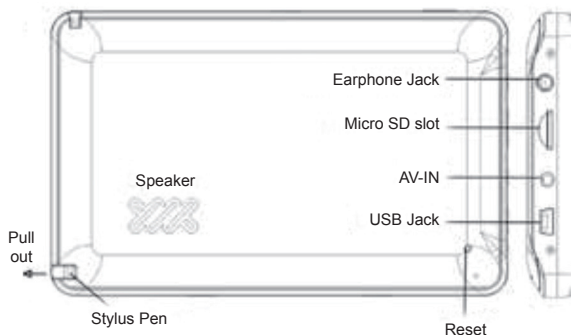 Earphone Jack
Micro SD slot
Speaker
AV-IN
USB Jack
Pull
out
Stylus Pen
Reset